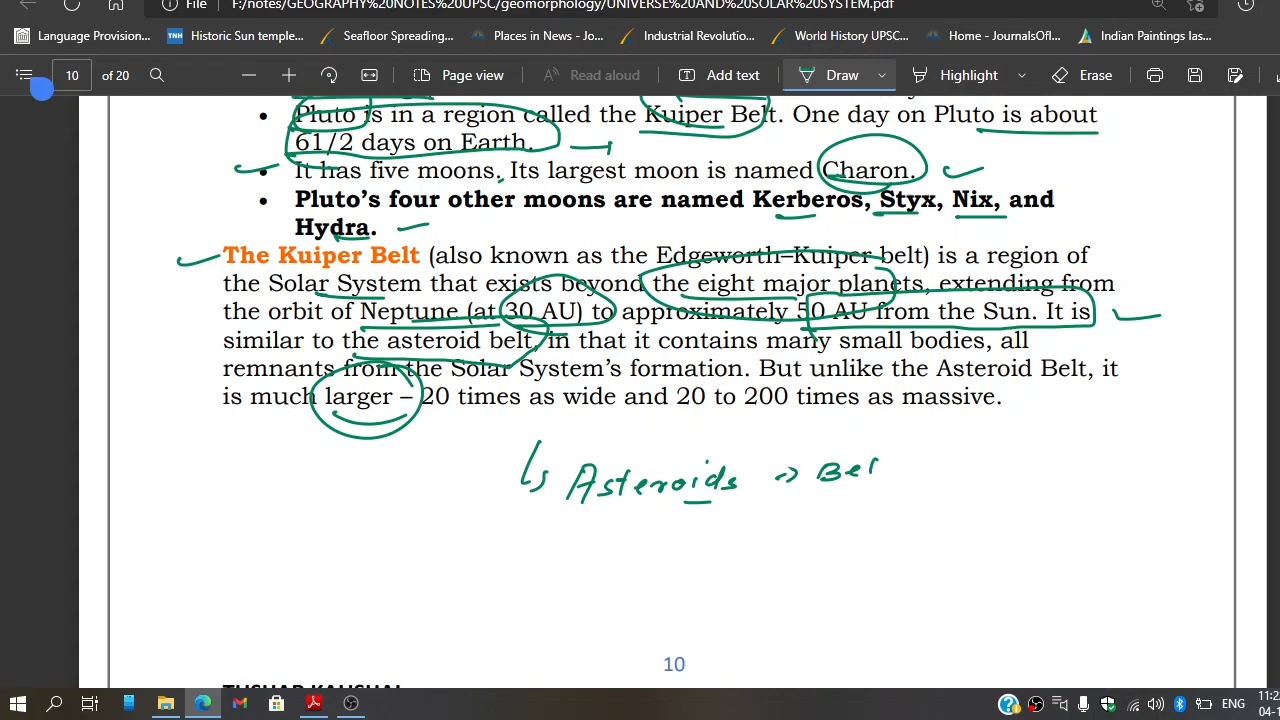 File F:/notes/GEOGRAPHY%20NOTES%20UPSC/geomorphology/UNIVERSE%20AND%20SOLAR%20SYSTEM.pdf
Language Provision... Historic Sun temple... Seafloor Spreading... Places in News - Jo... Industrial Revolutio... World History UPSC... Home - JournalsOfI... Indian Paintings las...
10 of 20 Page view Read aloud Add text Draw Highlight Erase
• Pluto is in a region called the Kuiper Belt. One day on Pluto is about
61/2 days on Earth.
• It has five moons. Its largest moon is named Charon.
• Pluto’s four other moons are named Kerberos, Styx, Nix, and
Hydra.
The Kuiper Belt (also known as the Edgeworth–Kuiper belt) is a region of
the Solar System that exists beyond the eight major planets, extending from
the orbit of Neptune (at 30 AU) to approximately 50 AU from the Sun. It is
similar to the asteroid belt, in that it contains many small bodies, all
remnants from the Solar System’s formation. But unlike the Asteroid Belt, it
is much larger – 20 times as wide and 20 to 200 times as massive.
Asteroids => Bel
10
TUSHAR KAUSHAL
ENG
11:2
04-1